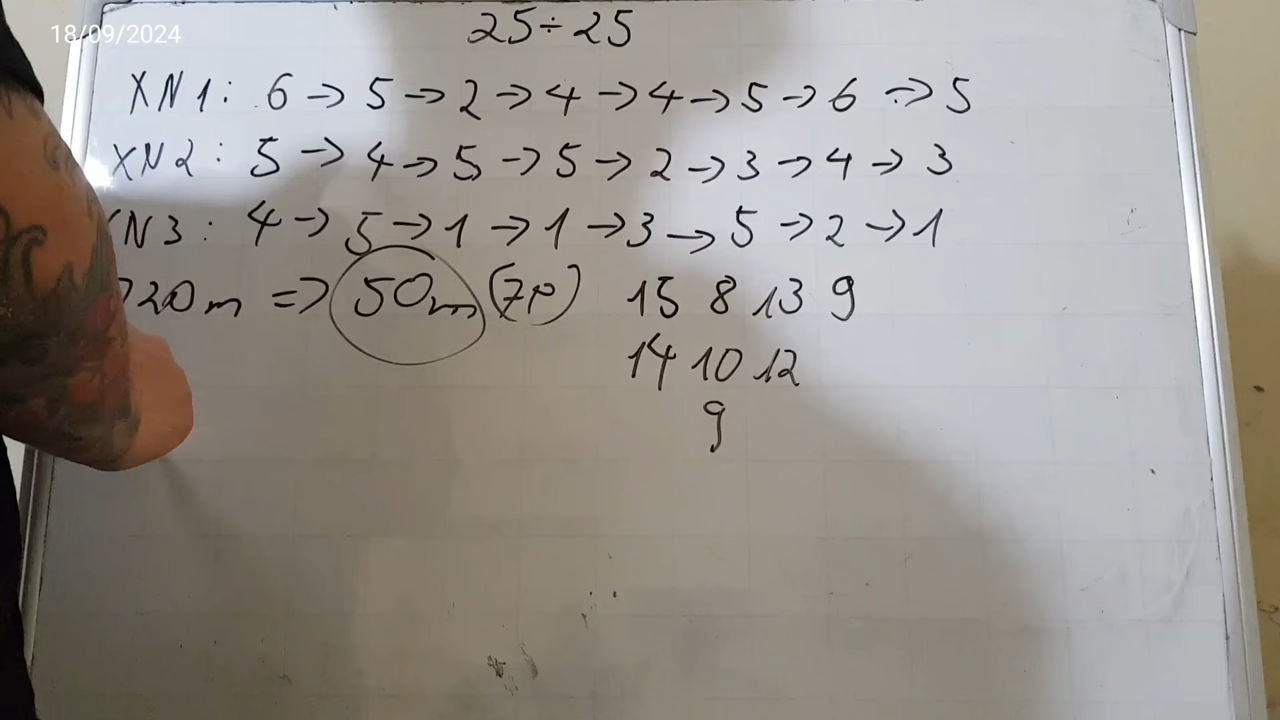 18/09/2024
25÷25
XN1: 6 → 5 → 2 → 4 → 4 → 5 → 6 → 5
XN2: 5 → 4 → 5 → 5 → 2 → 3 → 4 → 3
XN3: 4 → 5 → 1 → 1 → 3 → 5 → 2 → 1
20m => 50m (7P) 15 8 13 9
14 10 12
9